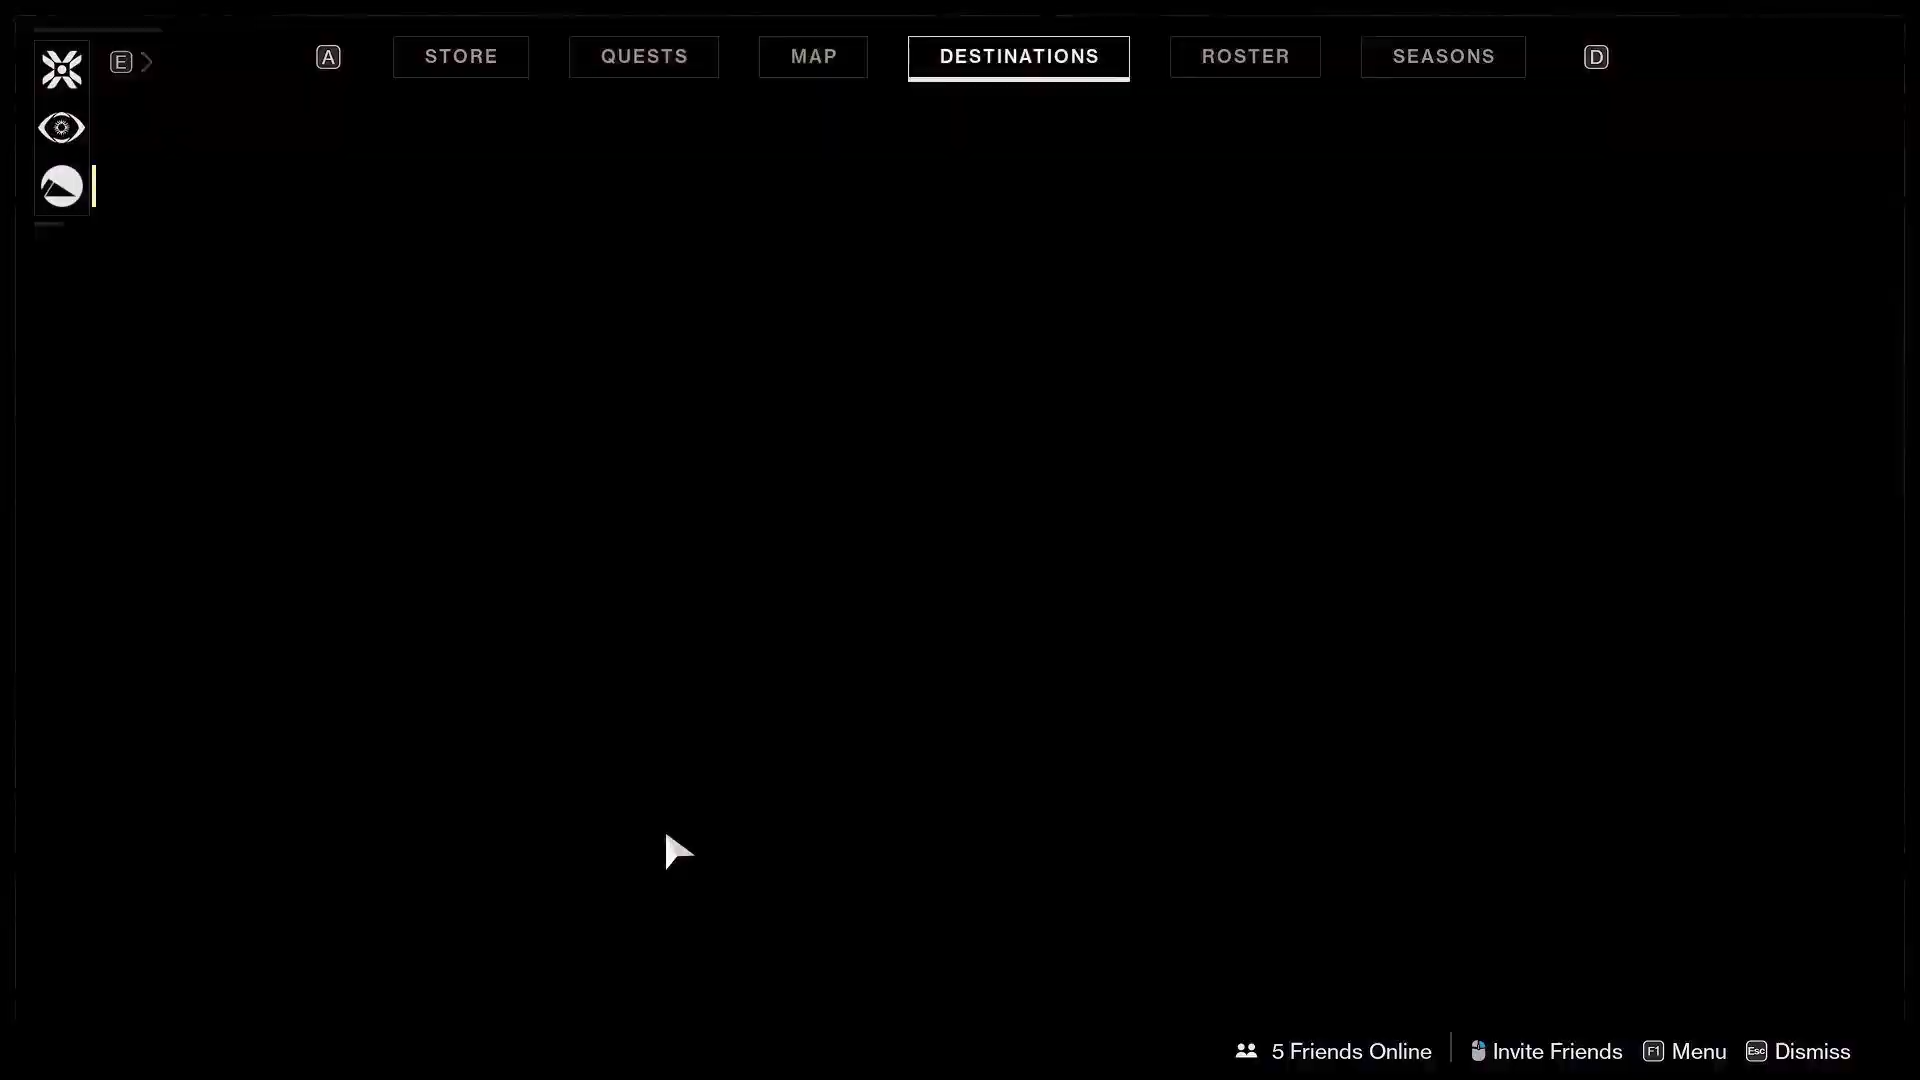 E
A
STORE
QUESTS
MAP
DESTINATIONS
ROSTER
SEASONS
D
5 Friends Online
Invite Friends
F1 Menu
Esc Dismiss